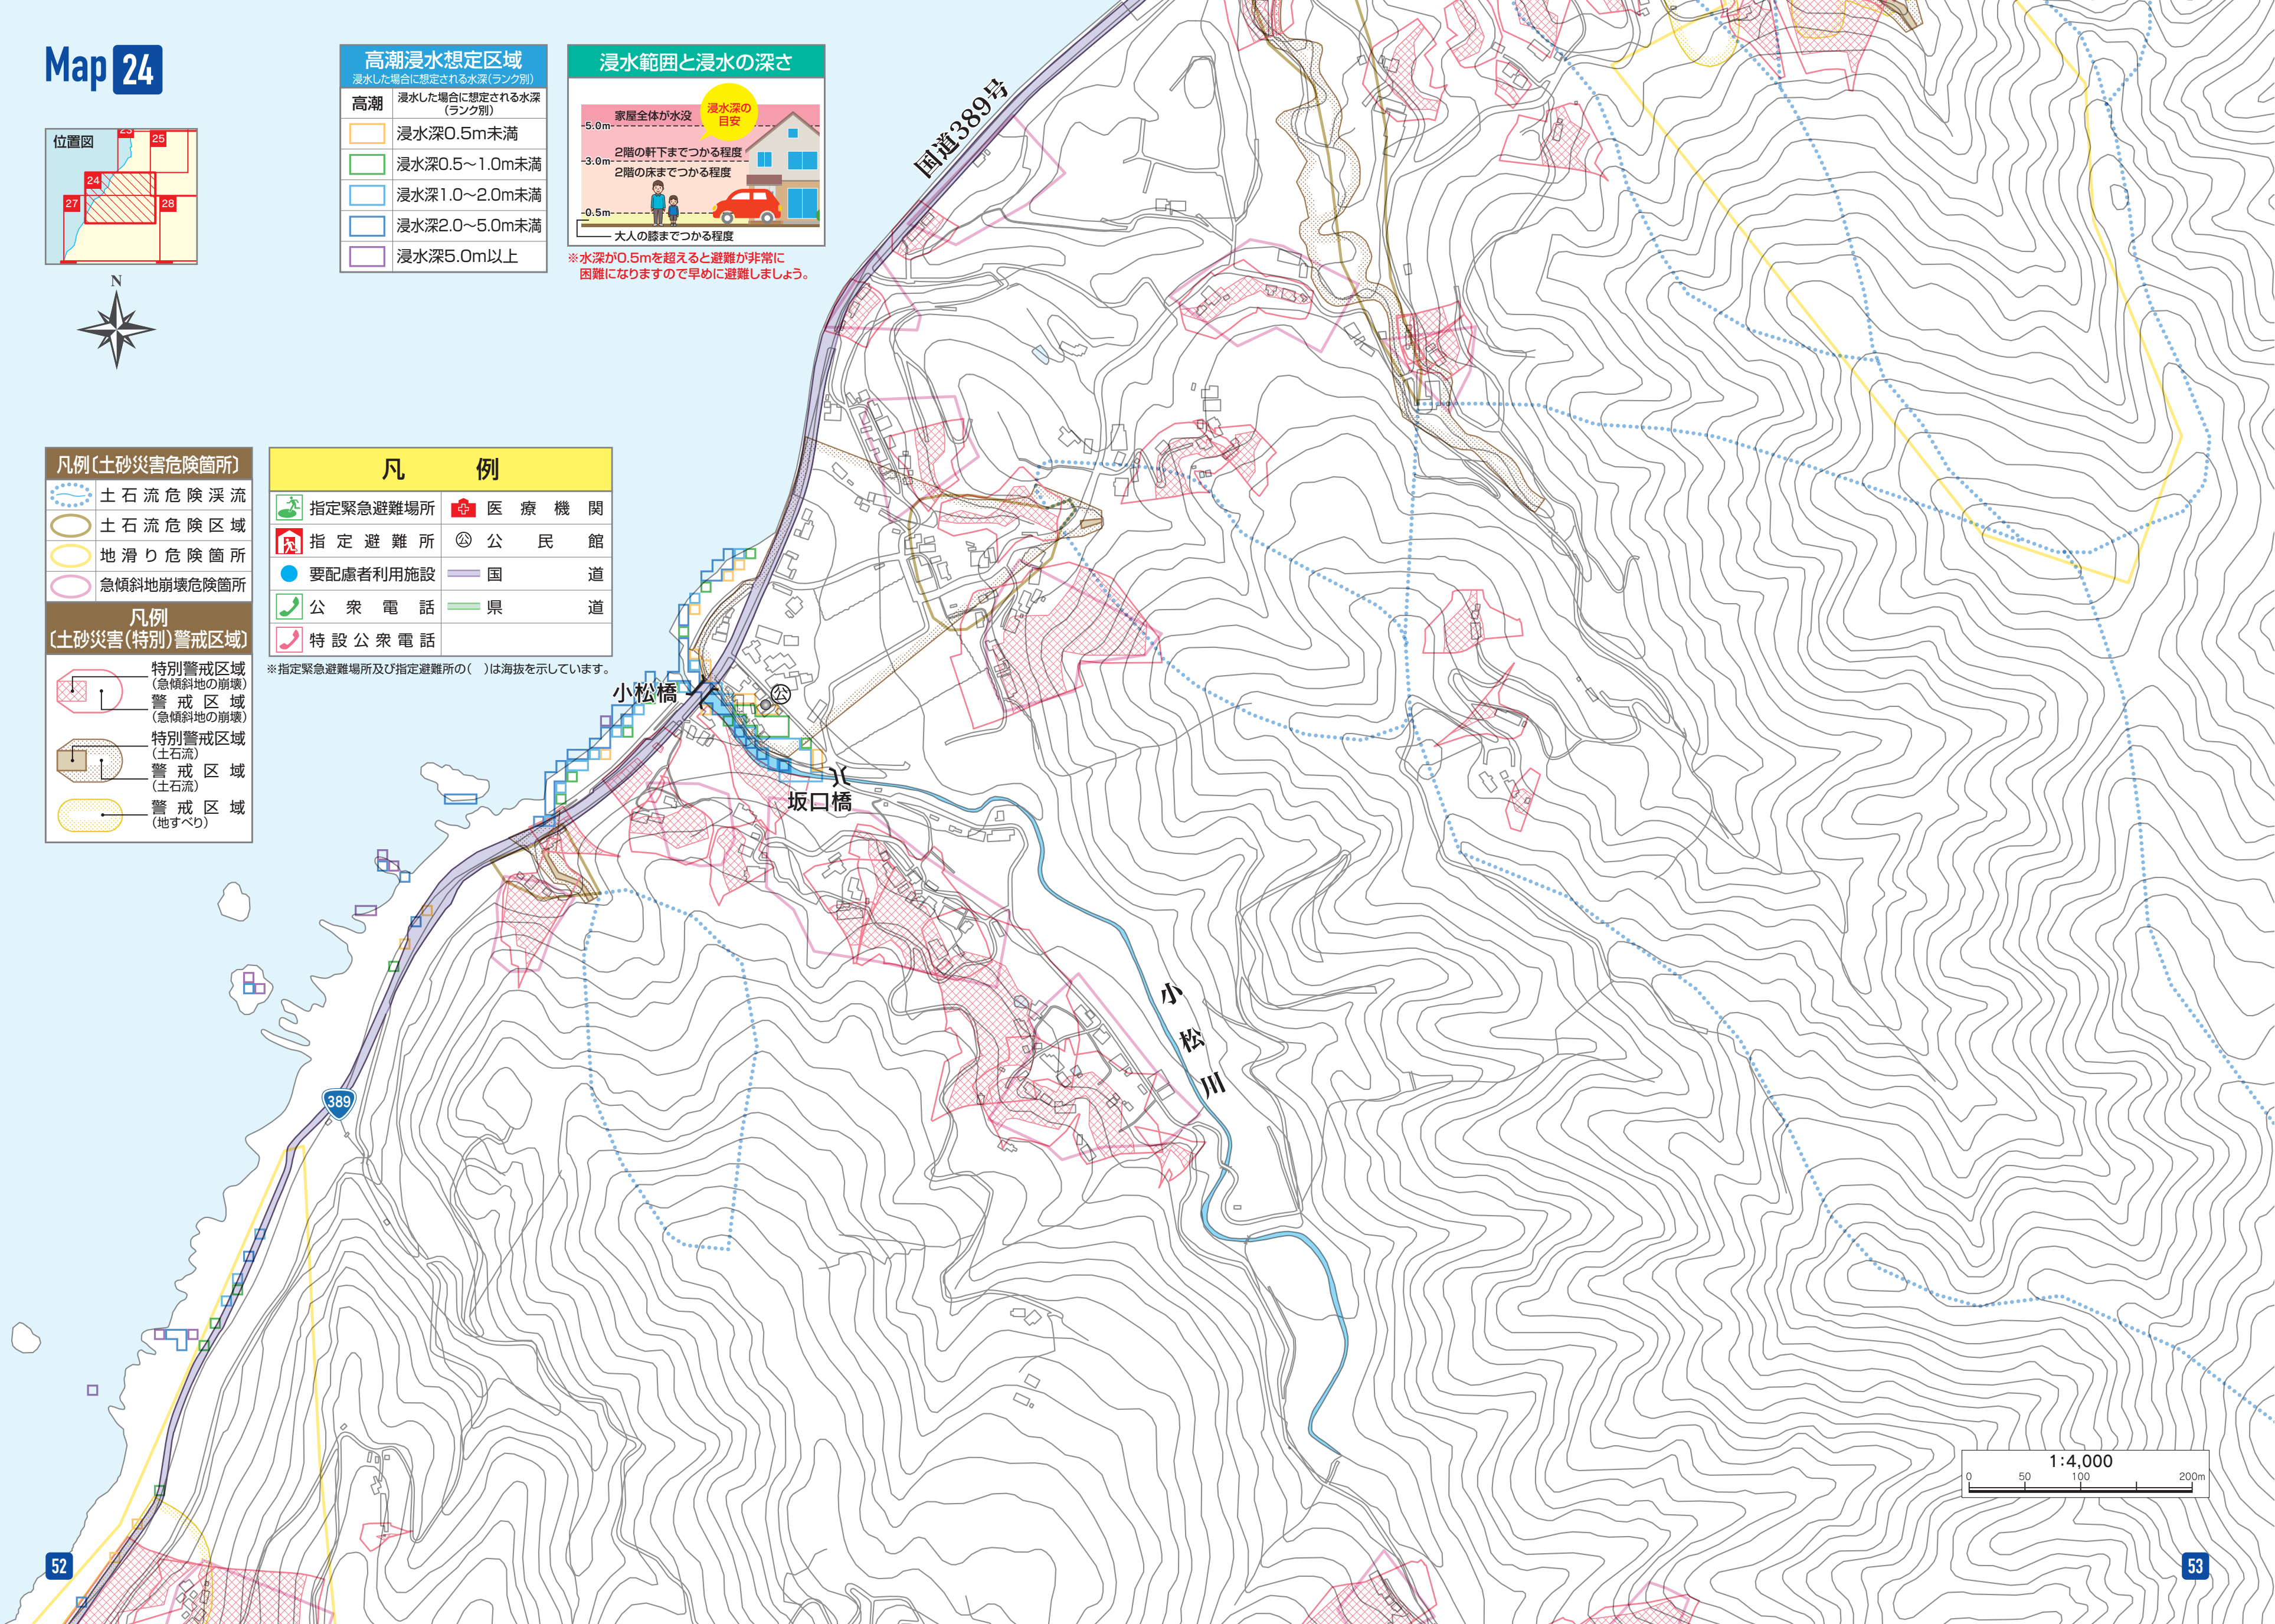 Map 24
位置図
23
25
24
27
28
N
高潮浸水想定区域
浸水した場合に想定される水深(ランク別)
高潮
浸水した場合に想定される水深
(ランク別)
浸水深0.5m未満
浸水深0.5～1.0m未満
浸水深1.0～2.0m未満
浸水深2.0～5.0m未満
浸水深5.0m以上
浸水範囲と浸水の深さ
浸水深の
目安
家屋全体が水没
5.0m
2階の軒下までつかる程度
3.0m
2階の床までつかる程度
0.5m
大人の膝までつかる程度
※水深が0.5mを超えると避難が非常に
困難になりますので早めに避難しましょう。
国道389号
凡例〔土砂災害危険箇所〕
土石流危険渓流
土石流危険区域
地滑り危険箇所
急傾斜地崩壊危険箇所
凡例
〔土砂災害(特別)警戒区域〕
特別警戒区域
(急傾斜地の崩壊)
警戒区域
(急傾斜地の崩壊)
特別警戒区域
(土石流)
警戒区域
(土石流)
警戒区域
(地すべり)
凡例
指定緊急避難場所
医療機関
指定避難所
公 公民館
要配慮者利用施設
国道
公衆電話
県道
特設公衆電話
※指定緊急避難場所及び指定避難所の(　)は海抜を示しています。
小松橋
公
坂口橋
小松川
389
1:4,000
0 50 100 200m
52
53